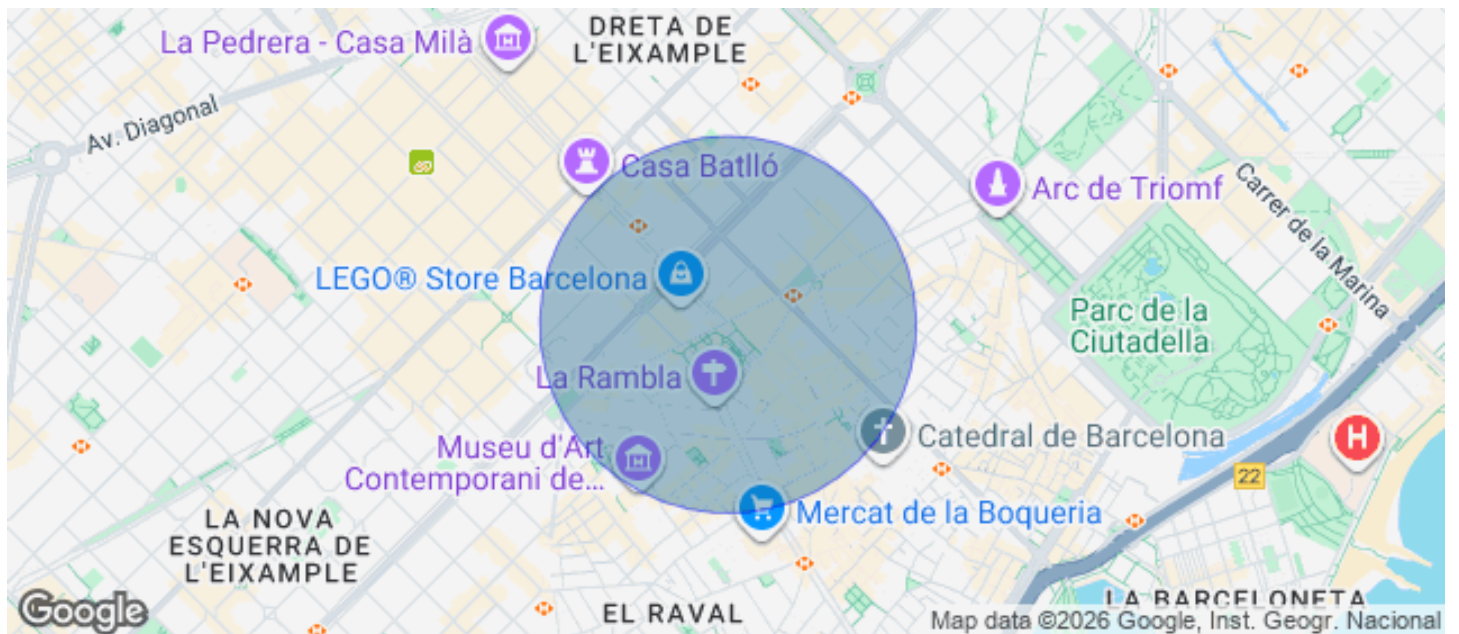 La Pedrera - Casa Milà
DRETA DE
L'EIXAMPLE
Av. Diagonal
Casa Batlló
Arc de Triomf
Carrer de la Marina
LEGO® Store Barcelona
Parc de la
Ciutadella
La Rambla
Museu d'Art
Contemporani de...
Catedral de Barcelona
H
22
Mercat de la Boqueria
LA NOVA
ESQUERRA DE
L'EIXAMPLE
EL RAVAL
LA BARCELONETA
Google
Map data ©2026 Google, Inst. Geogr. Nacional